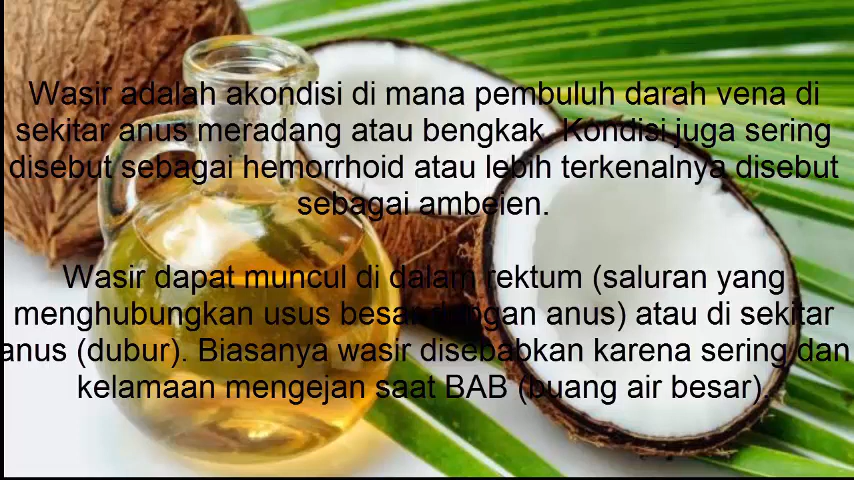 Wasir adalah akondisi di mana pembuluh darah vena di
sekitar anus meradang atau bengkak. Kondisi juga sering
disebut sebagai hemorrhoid atau lebih terkenalnya disebut
sebagai ambeien.
Wasir dapat muncul di dalam rektum (saluran yang
menghubungkan usus besar dengan anus) atau di sekitar
anus (dubur). Biasanya wasir disebabkan karena sering dan
kelamaan mengejan saat BAB (buang air besar).